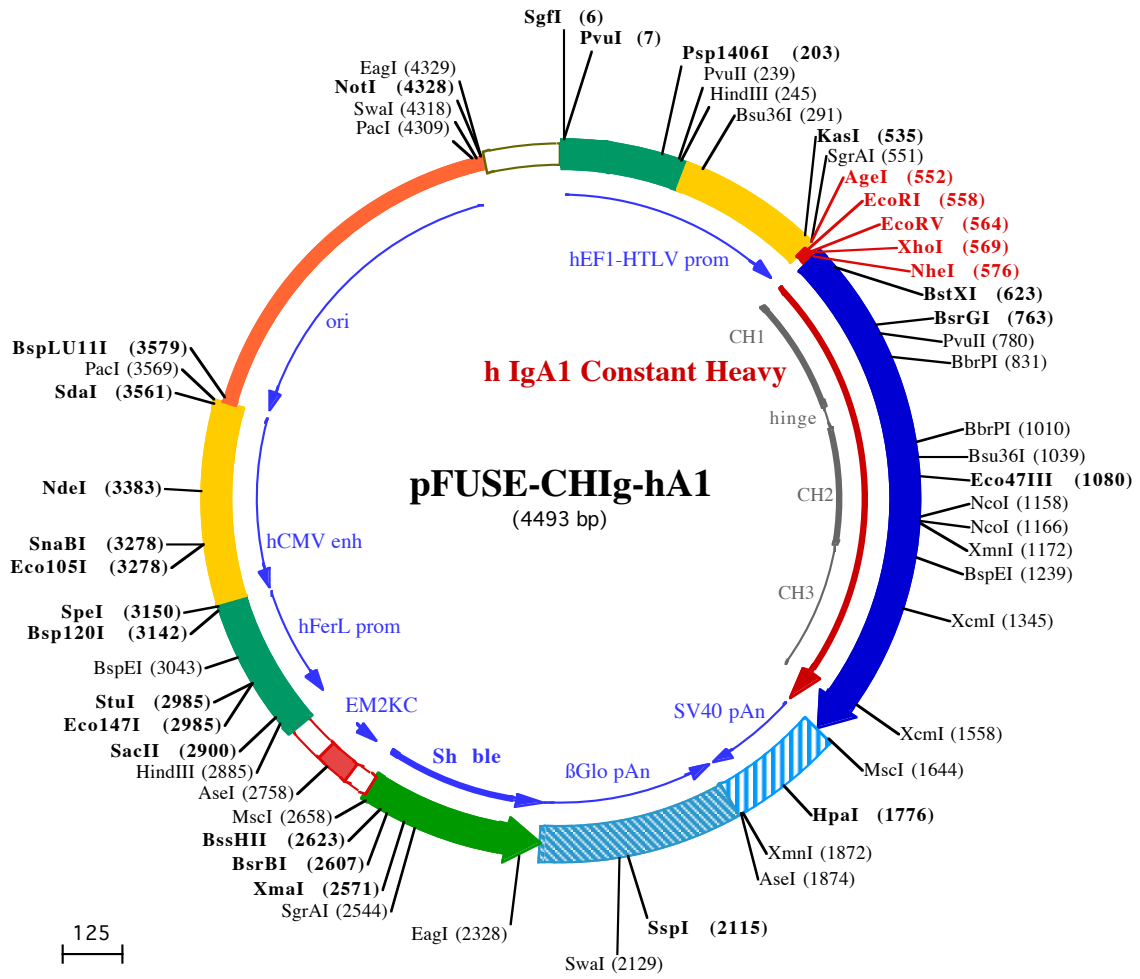 SgfI (6)
PvuI (7)
Psp1406I (203)
PvuII (239)
HindIII (245)
Bsu36I (291)
KasI (535)
SgrAI (551)
AgeI (552)
EcoRI (558)
EcoRV (564)
XhoI (569)
NheI (576)
BstXI (623)
BsrGI (763)
PvuII (780)
BbrPI (831)
BbrPI (1010)
Bsu36I (1039)
Eco47III (1080)
NcoI (1158)
NcoI (1166)
XmnI (1172)
BspEI (1239)
XcmI (1345)
XcmI (1558)
MscI (1644)
HpaI (1776)
XmnI (1872)
AseI (1874)
SspI (2115)
SwaI (2129)
EagI (2328)
SgrAI (2544)
XmaI (2571)
BsrBI (2607)
BssHII (2623)
MscI (2658)
AseI (2758)
HindIII (2885)
SacII (2900)
Eco147I (2985)
StuI (2985)
BspEI (3043)
Bsp120I (3142)
SpeI (3150)
Eco105I (3278)
SnaBI (3278)
NdeI (3383)
SdaI (3561)
PacI (3569)
BspLU11I (3579)
PacI (4309)
SwaI (4318)
NotI (4328)
EagI (4329)
hEF1-HTLV prom
ori
CH1
h IgA1 Constant Heavy
hinge
pFUSE-CHIg-hA1
(4493 bp)
CH2
hCMV enh
CH3
hFerL prom
EM2KC
SV40 pAn
Sh ble
ßGlo pAn
125